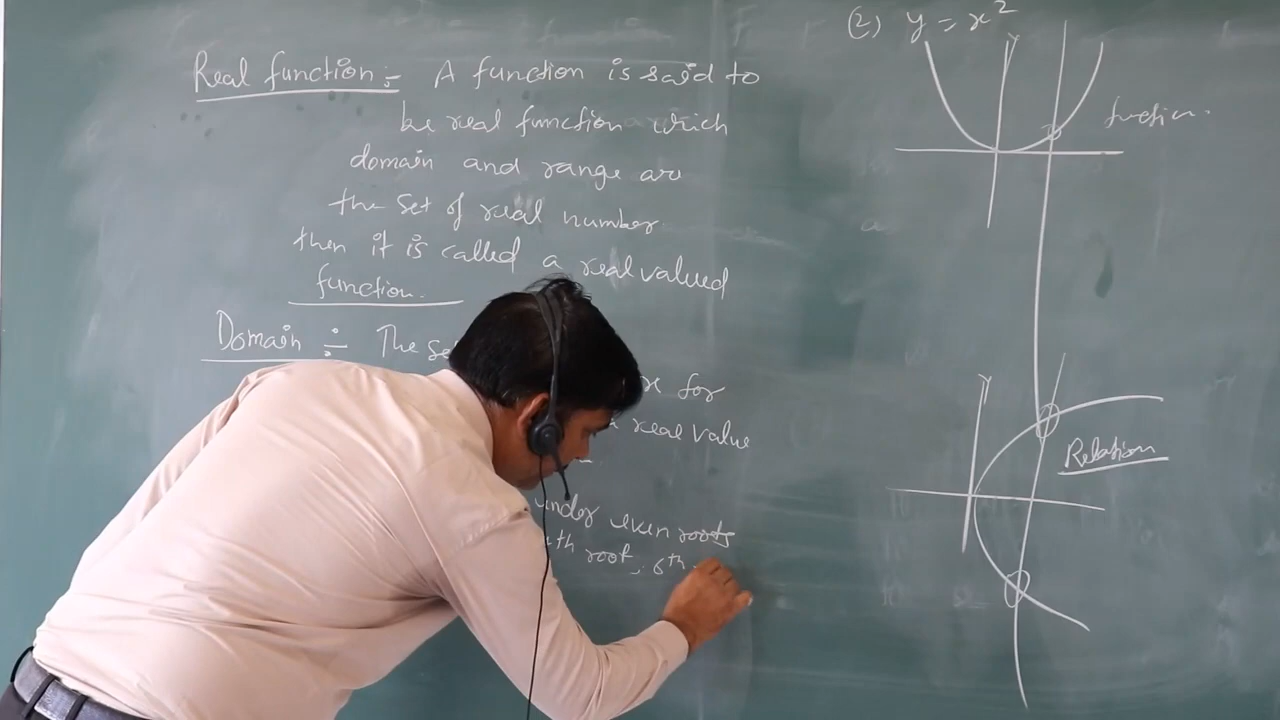 Real function :- A function is said to
be real function which
domain and range are
the set of real number
then it is called a real valued
function.
Domain ÷ The se
x for
real value
under even roots
th root, 6th
(2) y = x²
y
function.
y
Relation